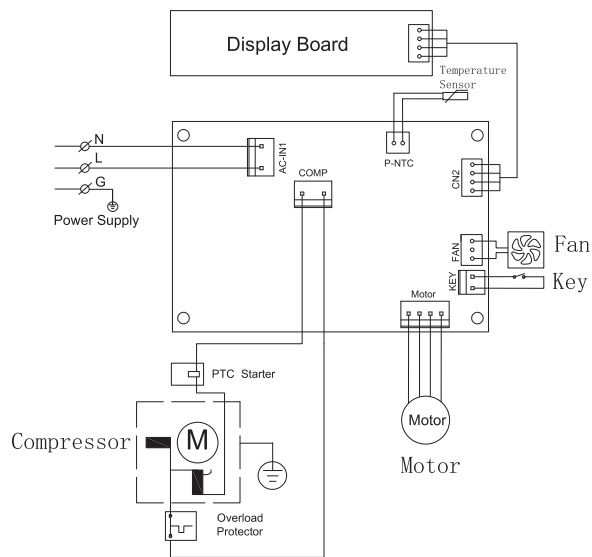 Display Board
Temperature
Sensor
N
L
G
Power Supply
AC-IN1
COMP
P-NTC
CN2
FAN
Fan
KEY
Key
Motor
PTC Starter
Motor
Motor
Compressor
M
Overload
Protector